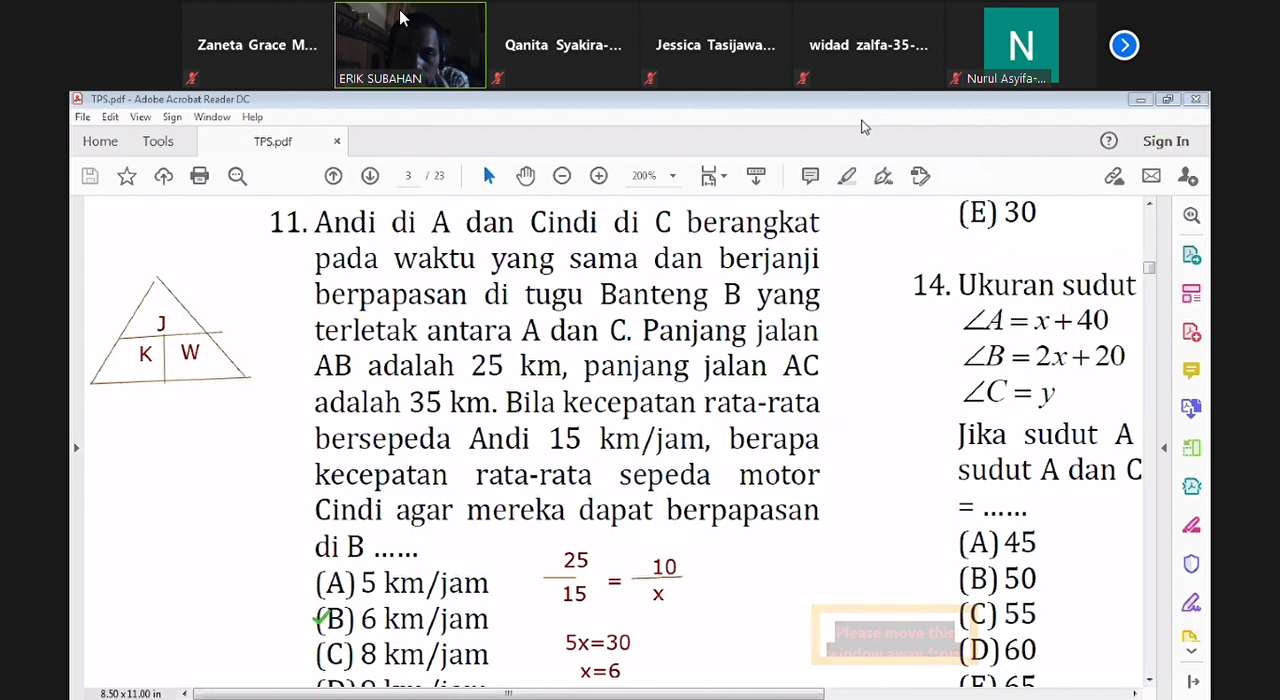 Zaneta Grace M...
ERIK SUBAHAN
Qanita Syakira-...
Jessica Tasijawa...
widad zalfa-35-...
N
Nurul Asyifa-...
TPS.pdf - Adobe Acrobat Reader DC
File Edit View Sign Window Help
Home Tools TPS.pdf × Sign In
3 / 23 200%
11. Andi di A dan Cindi di C berangkat
pada waktu yang sama dan berjanji
berpapasan di tugu Banteng B yang
terletak antara A dan C. Panjang jalan
AB adalah 25 km, panjang jalan AC
adalah 35 km. Bila kecepatan rata-rata
bersepeda Andi 15 km/jam, berapa
kecepatan rata-rata sepeda motor
Cindi agar mereka dapat berpapasan
di B ......
(A) 5 km/jam
(B) 6 km/jam
(C) 8 km/jam
J
K W
25
15
=
10
x
5x=30
x=6
(E) 30
14. Ukuran sudut
∠A = x+40
∠B = 2x+20
∠C = y
Jika sudut A
sudut A dan C
= ......
(A) 45
(B) 50
(C) 55
(D) 60
(E) 65
Please move this
window away from
8.50 x 11.00 in